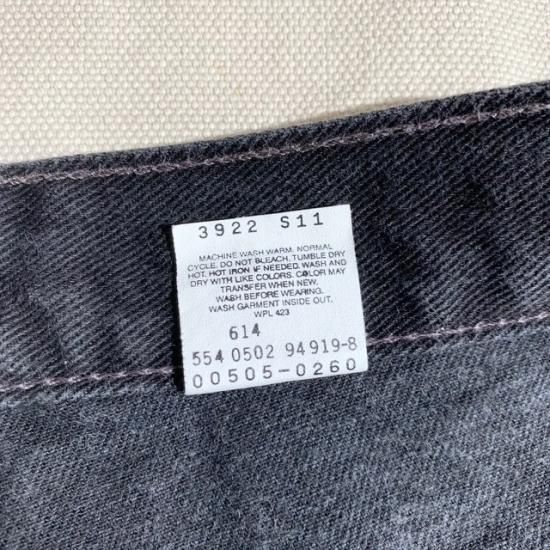 3922 S11
MACHINE WASH WARM. NORMAL
CYCLE. DO NOT BLEACH. TUMBLE DRY
HOT. HOT IRON IF NEEDED. WASH AND
DRY WITH LIKE COLORS. COLOR MAY
TRANSFER WHEN NEW.
WASH BEFORE WEARING.
WASH GARMENT INSIDE OUT.
WPL 423
614
554 0502 94919-8
00505-0260